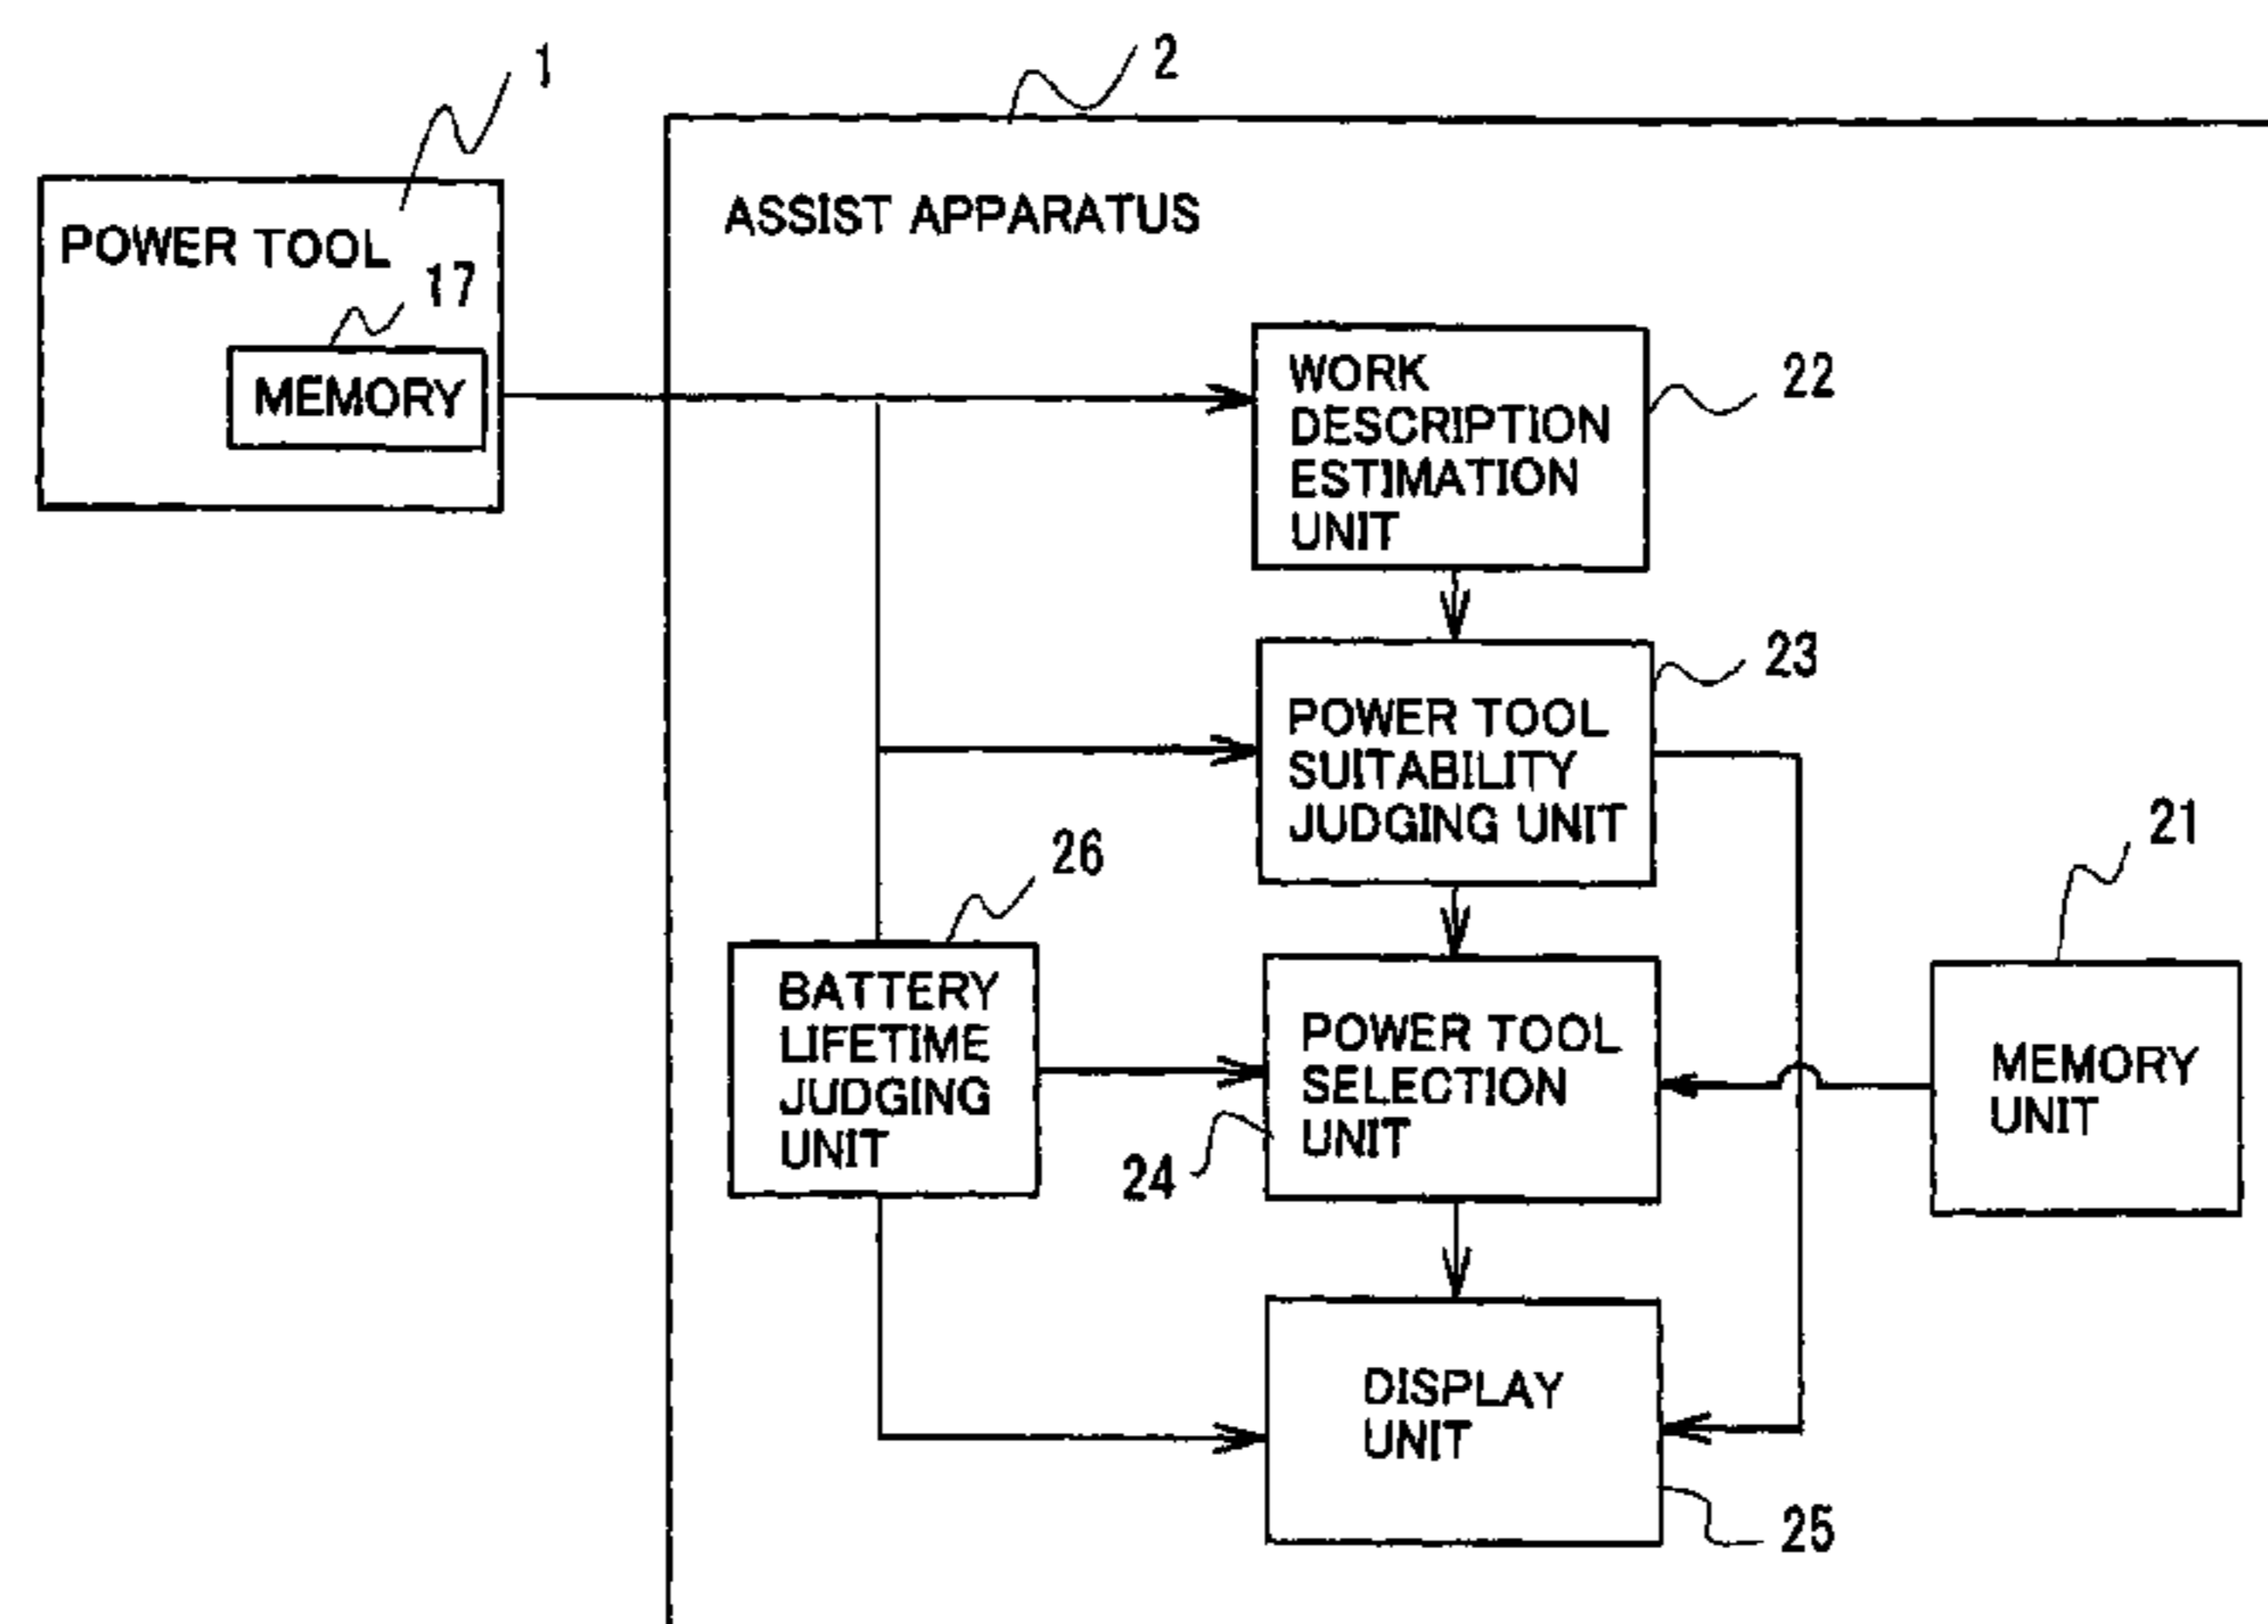 1
2
POWER TOOL
17
MEMORY
ASSIST APPARATUS
WORK
DESCRIPTION
ESTIMATION
UNIT
22
POWER TOOL
SUITABILITY
JUDGING UNIT
23
26
BATTERY
LIFETIME
JUDGING
UNIT
POWER TOOL
SELECTION
UNIT
24
21
MEMORY
UNIT
DISPLAY
UNIT
25